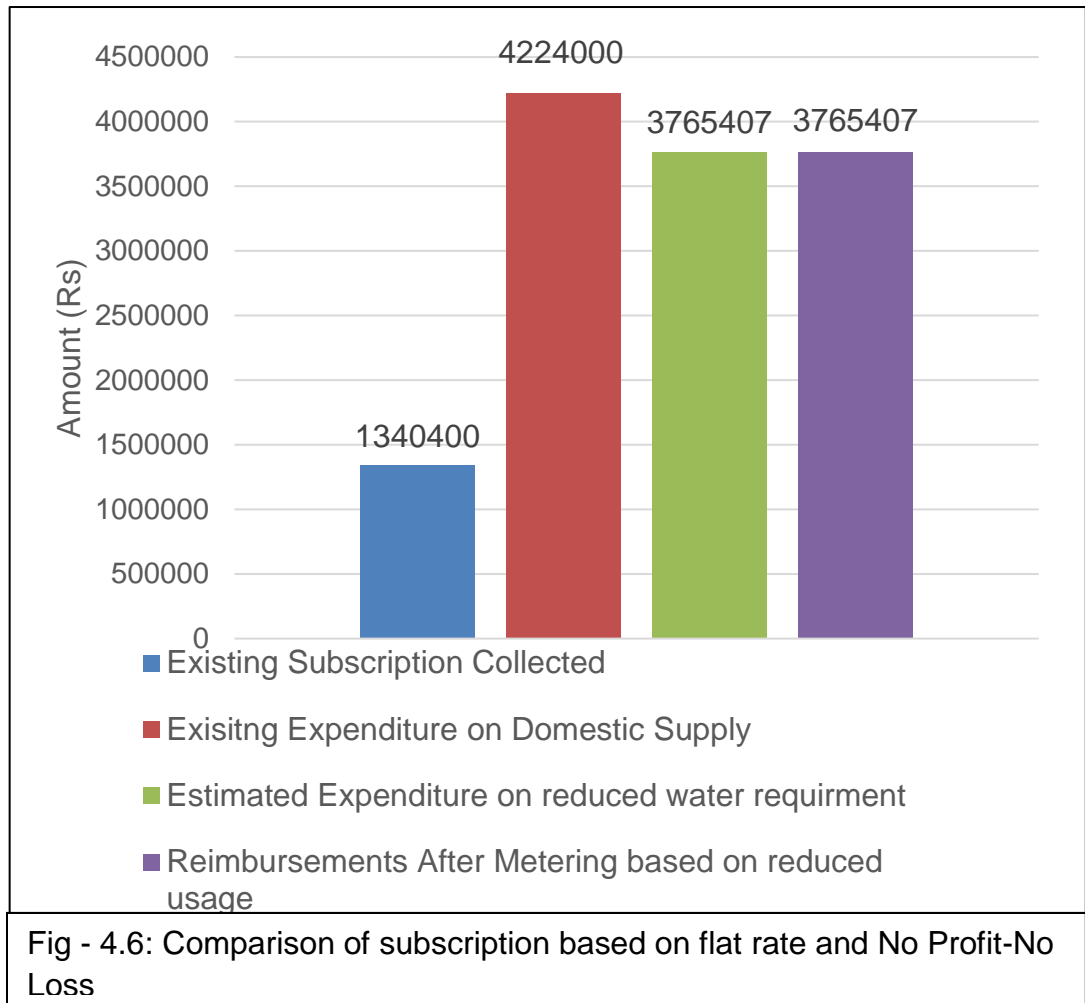 4500000
4000000
3500000
3000000
2500000
2000000
1500000
1000000
500000
0
Amount (Rs)
4224000
3765407
3765407
1340400
Existing Subscription Collected
Exisitng Expenditure on Domestic Supply
Estimated Expenditure on reduced water requirment
Reimbursements After Metering based on reduced
usage
Fig - 4.6: Comparison of subscription based on flat rate and No Profit-No
Loss